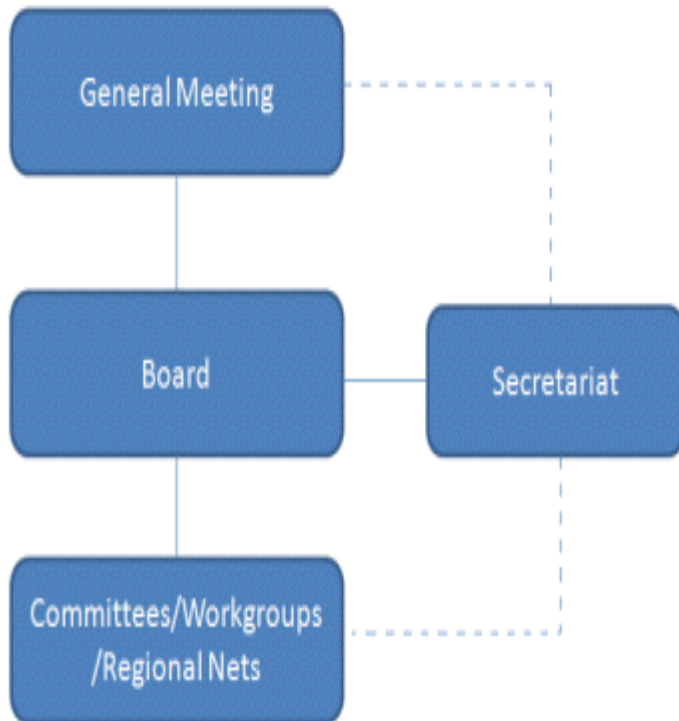 General Meeting
Board
Secretariat
Committees/Workgroups
/Regional Nets